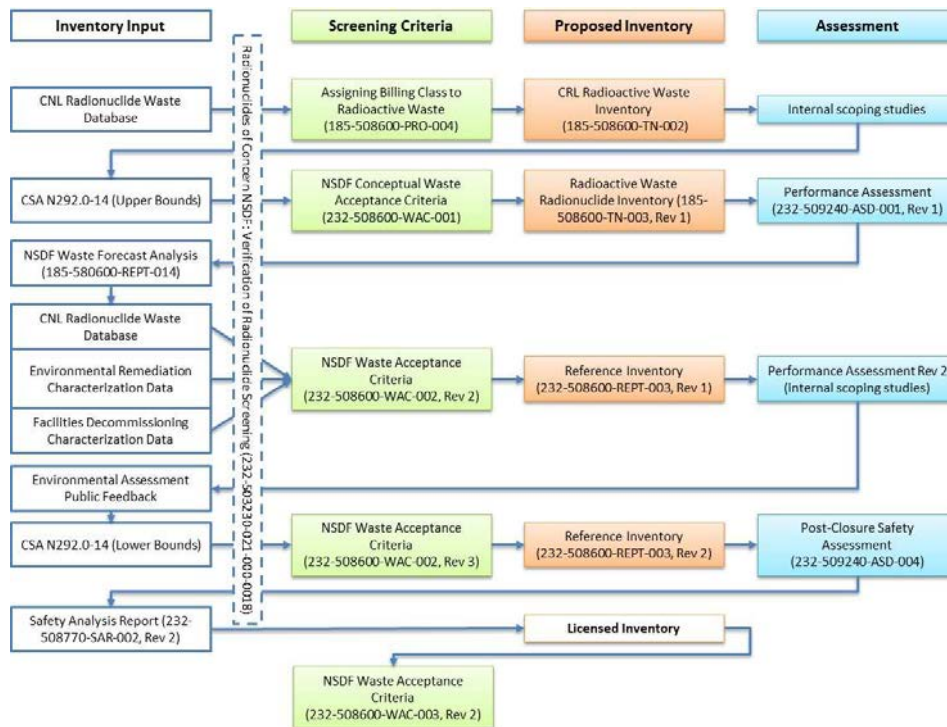 Inventory Input
Screening Criteria
Proposed Inventory
Assessment
Radionuclides of Concern NSDF: Verification of Radionuclide Screening (232-503230-021-000-0018)
CNL Radionuclide Waste
Database
Assigning Billing Class to
Radioactive Waste
(185-508600-PRO-004)
CRL Radioactive Waste
Inventory
(185-508600-TN-002)
Internal scoping studies
CSA N292.0-14 (Upper Bounds)
NSDF Conceptual Waste
Acceptance Criteria
(232-508600-WAC-001)
Radioactive Waste
Radionuclide Inventory (185-
508600-TN-003, Rev 1)
Performance Assessment
(232-509240-ASD-001, Rev 1)
NSDF Waste Forecast Analysis
(185-580600-REPT-014)
CNL Radionuclide Waste
Database
Environmental Remediation
Characterization Data
Facilities Decommissioning
Characterization Data
NSDF Waste Acceptance
Criteria
(232-508600-WAC-002, Rev 2)
Reference Inventory
(232-508600-REPT-003, Rev 1)
Performance Assessment Rev 2
(Internal scoping studies)
Environmental Assessment
Public Feedback
CSA N292.0-14 (Lower Bounds)
NSDF Waste Acceptance
Criteria
(232-508600-WAC-002, Rev 3)
Reference Inventory
(232-508600-REPT-003, Rev 2)
Post-Closure Safety
Assessment
(232-509240-ASD-004)
Safety Analysis Report (232-
508770-SAR-002, Rev 2)
Licensed Inventory
NSDF Waste Acceptance
Criteria
(232-508600-WAC-003, Rev 2)